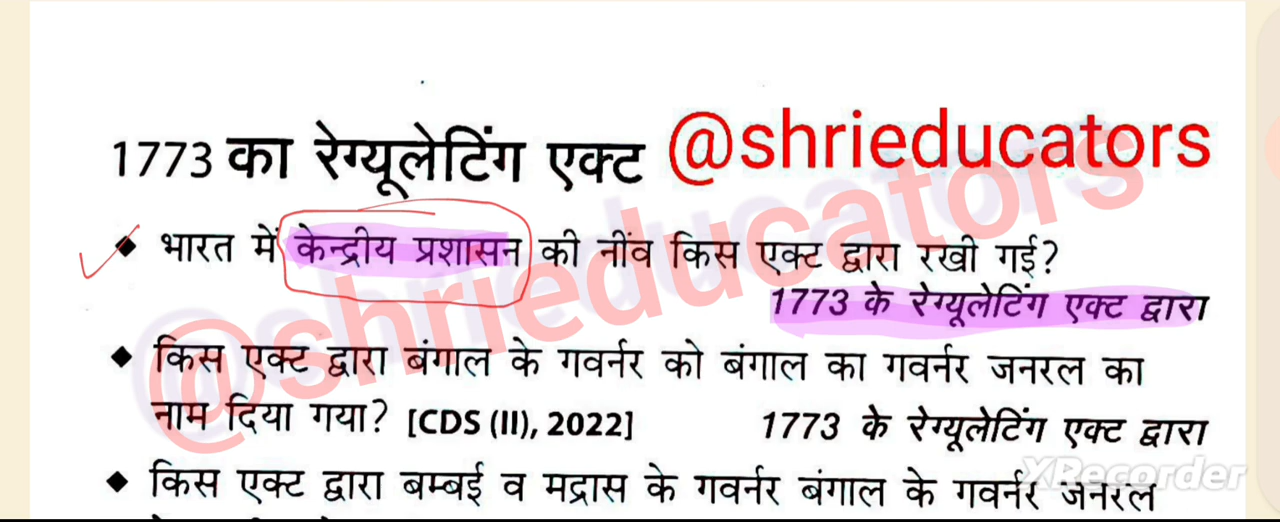 1773 का रेग्यूलेटिंग एक्ट @shrieducators
◆ भारत में केन्द्रीय प्रशासन की नींव किस एक्ट द्वारा रखी गई?
1773 के रेग्यूलेटिंग एक्ट द्वारा
◆ किस एक्ट द्वारा बंगाल के गवर्नर को बंगाल का गवर्नर जनरल का
नाम दिया गया? [CDS (II), 2022] 1773 के रेग्यूलेटिंग एक्ट द्वारा
◆ किस एक्ट द्वारा बम्बई व मद्रास के गवर्नर बंगाल के गवर्नर जनरल
@shrieducators
XRecorder